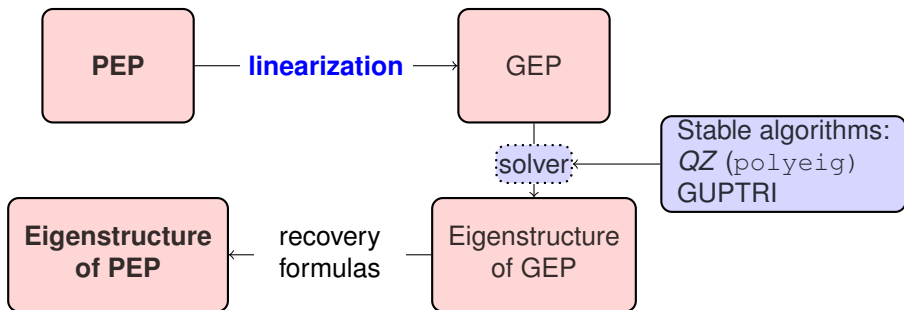 PEP
linearization
GEP
solver
Stable algorithms:
QZ (polyeig)
GUPTRI
Eigenstructure
of PEP
recovery
formulas
Eigenstructure
of GEP